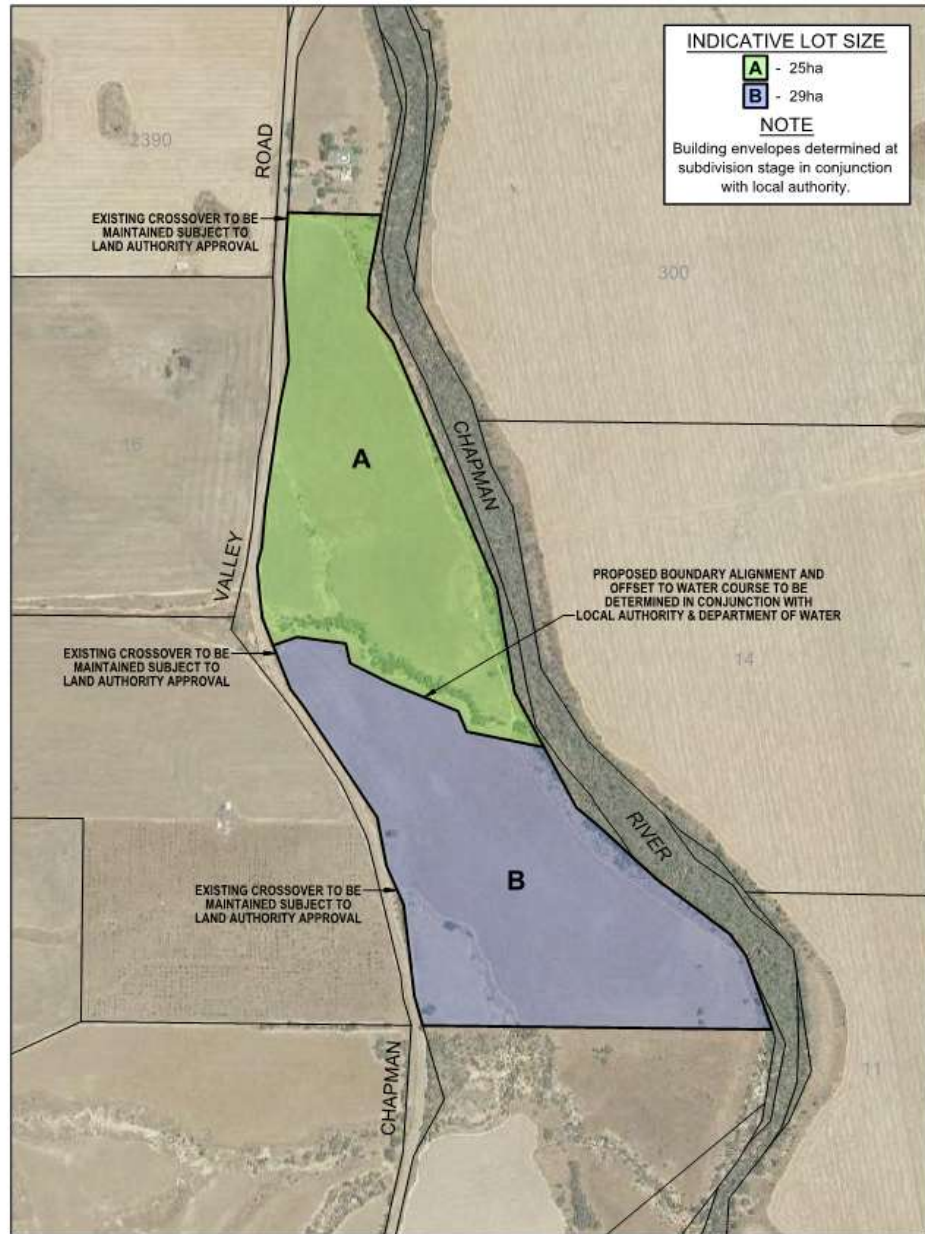 INDICATIVE LOT SIZE
A - 25ha
B - 29ha
NOTE
Building envelopes determined at
subdivision stage in conjunction
with local authority.
2390
ROAD
EXISTING CROSSOVER TO BE
MAINTAINED SUBJECT TO
LAND AUTHORITY APPROVAL
300
16
A
CHAPMAN
VALLEY
PROPOSED BOUNDARY ALIGNMENT AND
OFFSET TO WATER COURSE TO BE
DETERMINED IN CONJUNCTION WITH
LOCAL AUTHORITY & DEPARTMENT OF WATER
EXISTING CROSSOVER TO BE
MAINTAINED SUBJECT TO
LAND AUTHORITY APPROVAL
14
RIVER
B
EXISTING CROSSOVER TO BE
MAINTAINED SUBJECT TO
LAND AUTHORITY APPROVAL
CHAPMAN
11